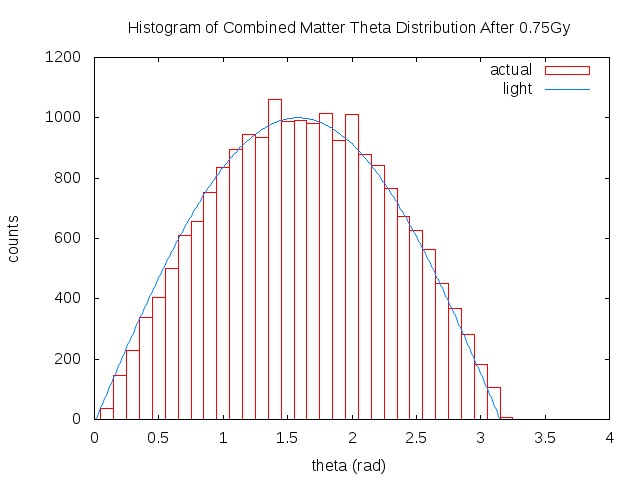 Histogram of Combined Matter Theta Distribution After 0.75Gy
1200
1000
800
600
400
200
0
counts
actual
light
0 0.5 1 1.5 2 2.5 3 3.5 4
theta (rad)